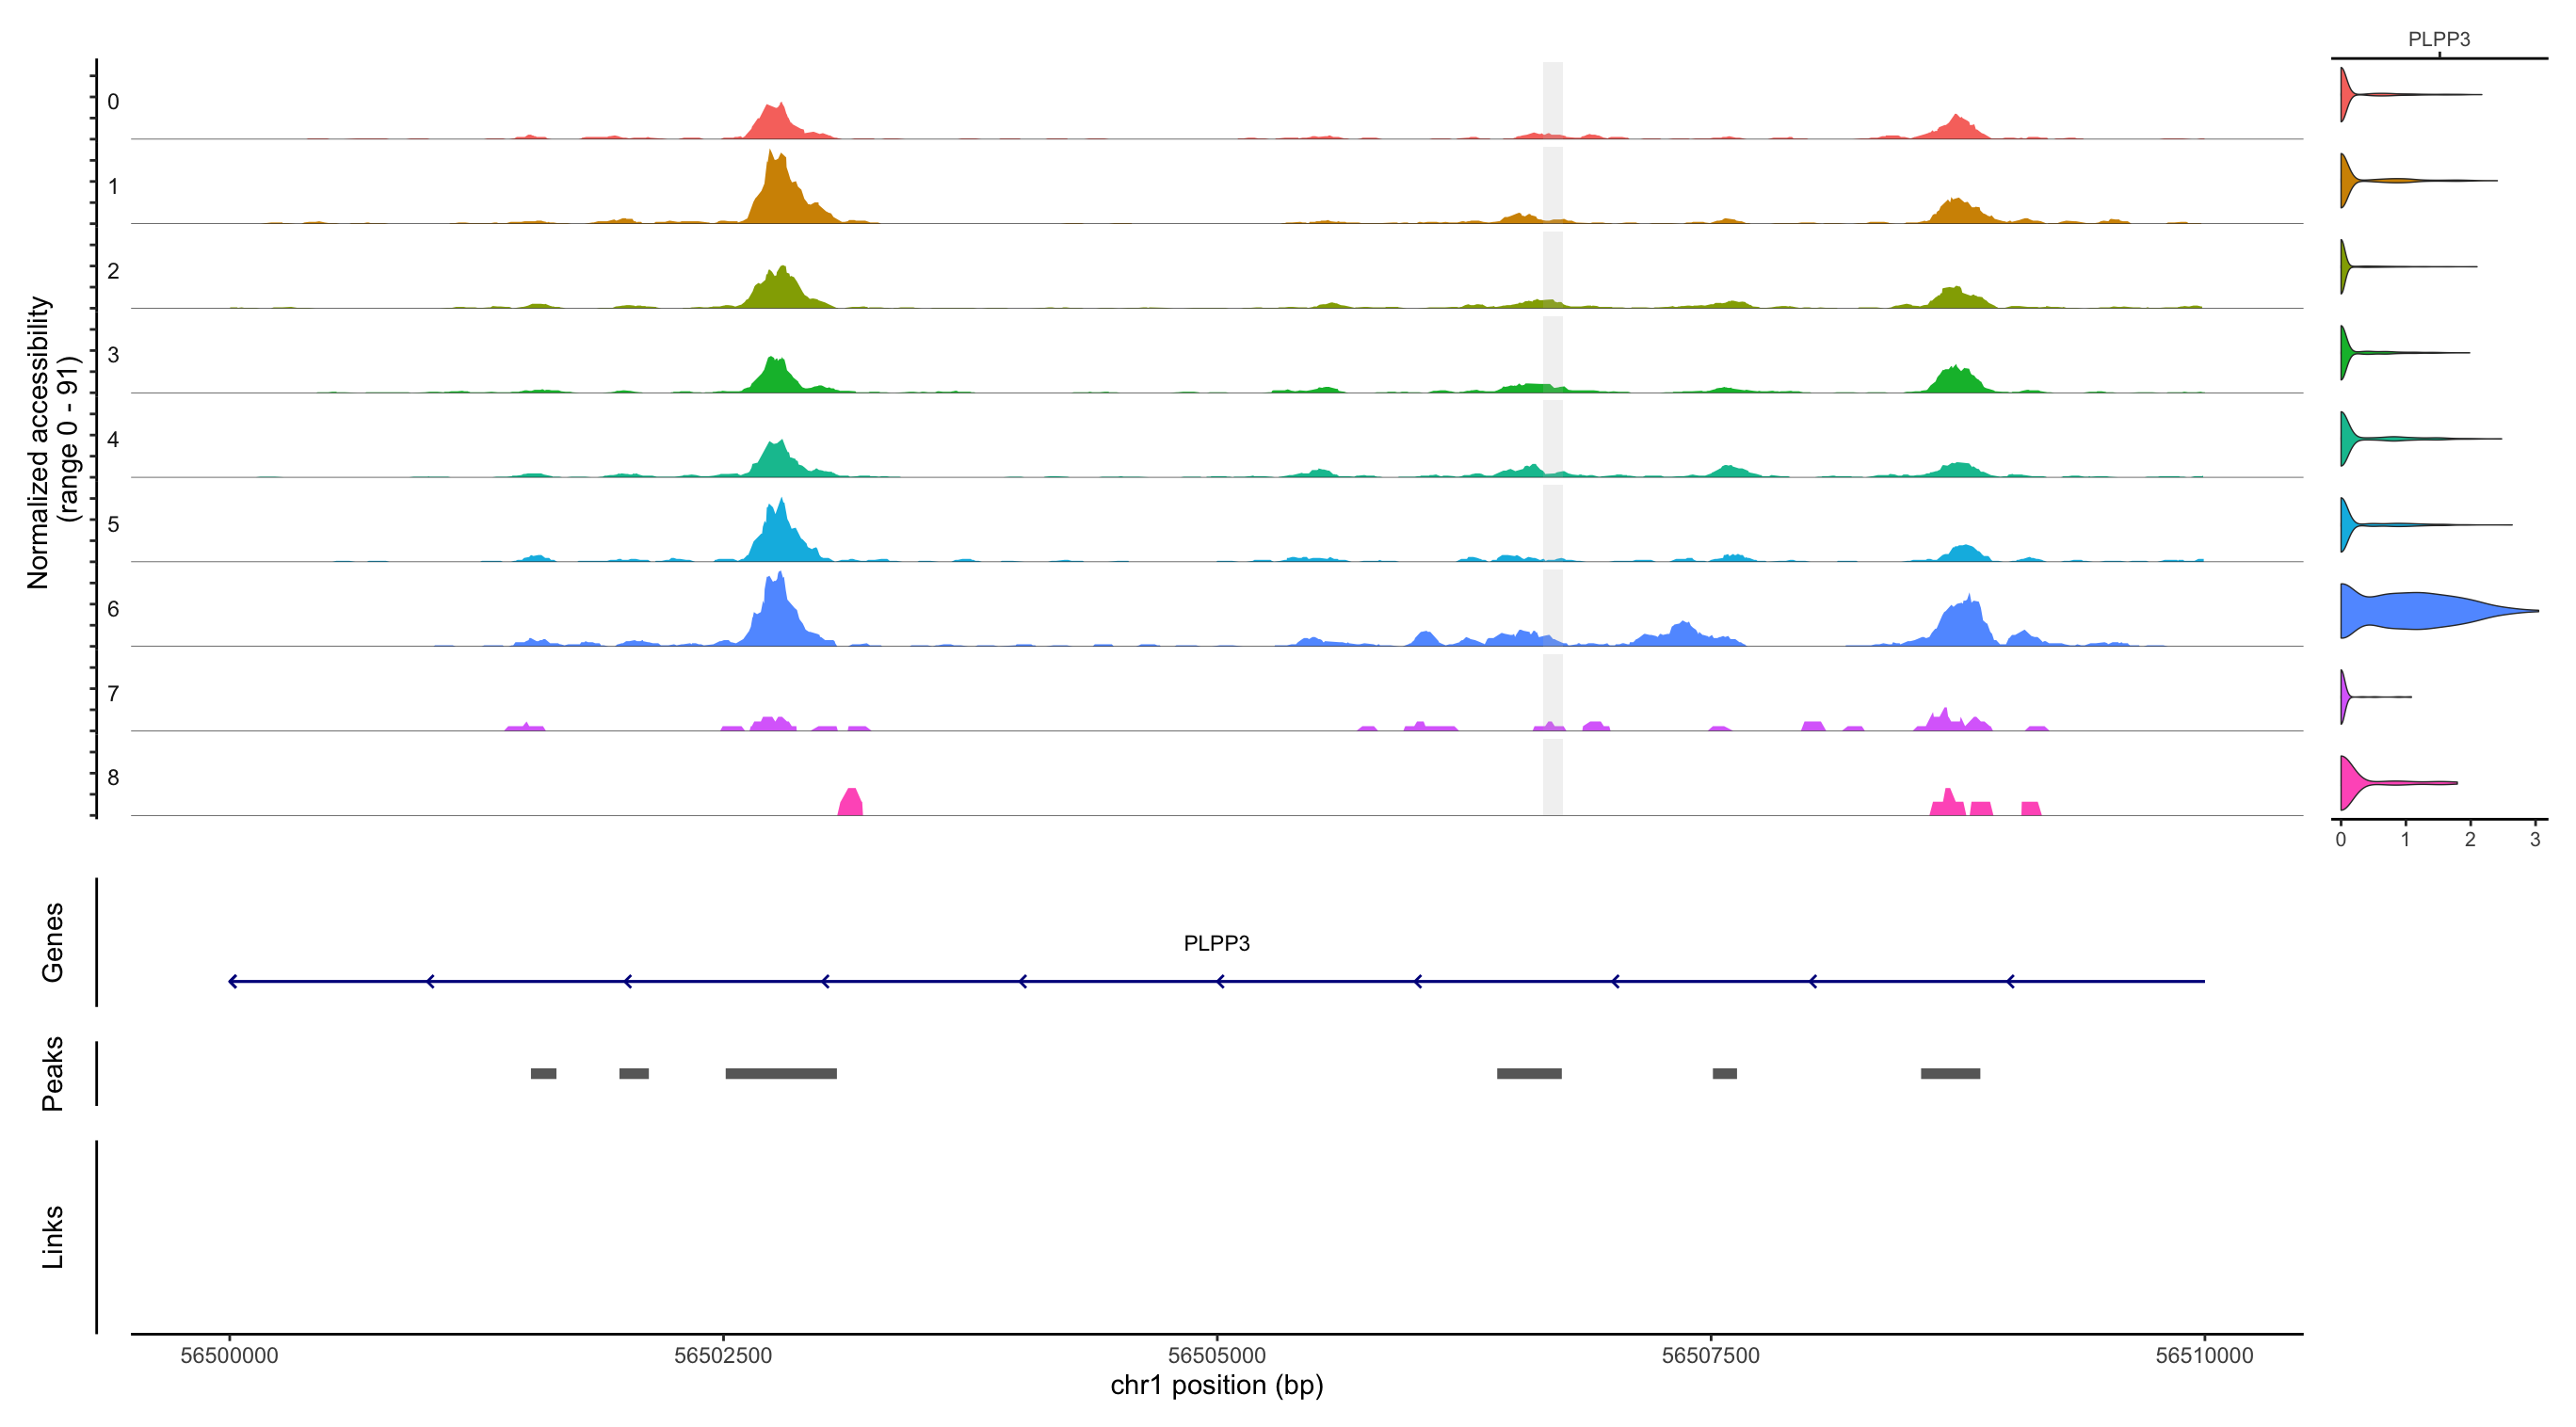 PLPP3
Normalized accessibility
(range 0 - 91)
0
1
2
3
4
5
6
7
8
0 1 2 3
Genes
PLPP3
Peaks
Links
56500000 56502500 56505000 56507500 56510000
chr1 position (bp)